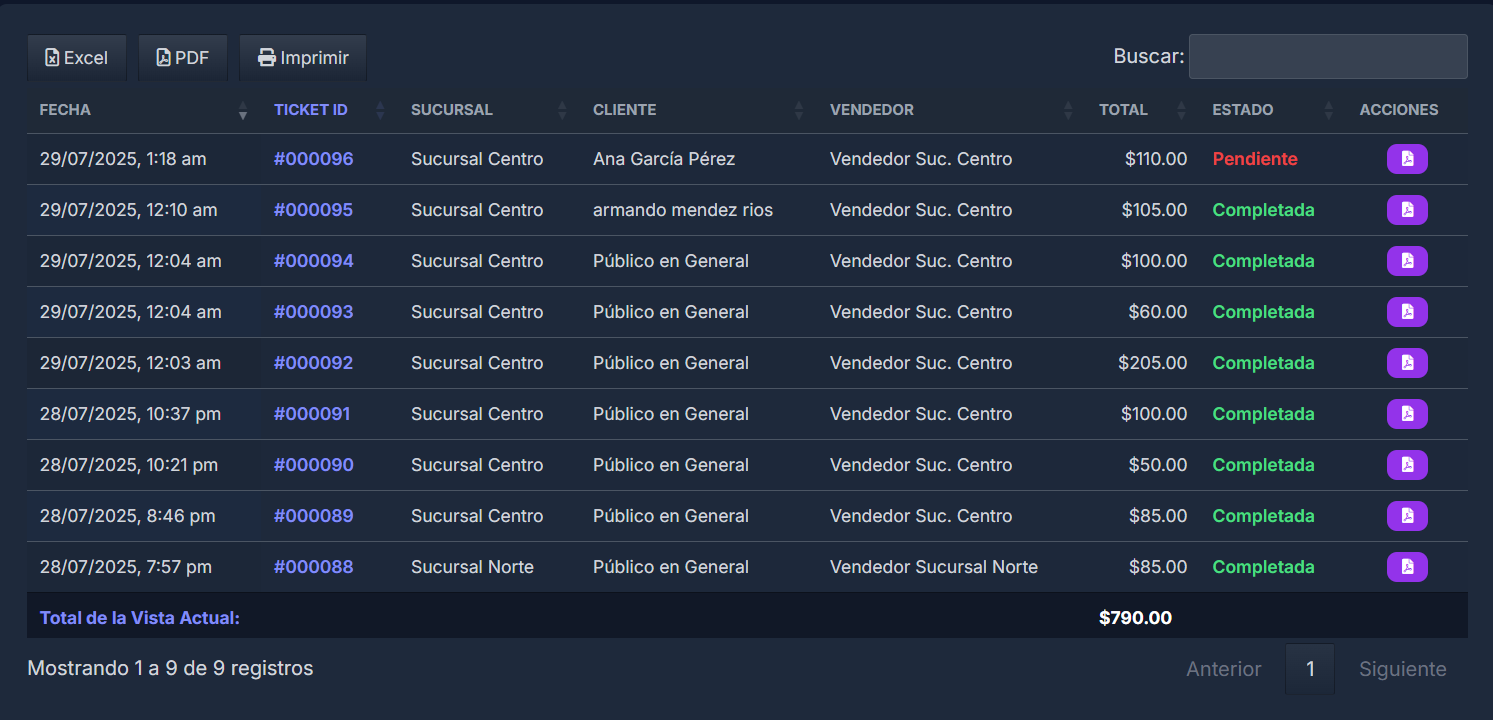 Excel PDF Imprimir Buscar:
FECHA TICKET ID SUCURSAL CLIENTE VENDEDOR TOTAL ESTADO ACCIONES
29/07/2025, 1:18 am #000096 Sucursal Centro Ana García Pérez Vendedor Suc. Centro $110.00 Pendiente
29/07/2025, 12:10 am #000095 Sucursal Centro armando mendez rios Vendedor Suc. Centro $105.00 Completada
29/07/2025, 12:04 am #000094 Sucursal Centro Público en General Vendedor Suc. Centro $100.00 Completada
29/07/2025, 12:04 am #000093 Sucursal Centro Público en General Vendedor Suc. Centro $60.00 Completada
29/07/2025, 12:03 am #000092 Sucursal Centro Público en General Vendedor Suc. Centro $205.00 Completada
28/07/2025, 10:37 pm #000091 Sucursal Centro Público en General Vendedor Suc. Centro $100.00 Completada
28/07/2025, 10:21 pm #000090 Sucursal Centro Público en General Vendedor Suc. Centro $50.00 Completada
28/07/2025, 8:46 pm #000089 Sucursal Centro Público en General Vendedor Suc. Centro $85.00 Completada
28/07/2025, 7:57 pm #000088 Sucursal Norte Público en General Vendedor Sucursal Norte $85.00 Completada
Total de la Vista Actual: $790.00
Mostrando 1 a 9 de 9 registros Anterior 1 Siguiente